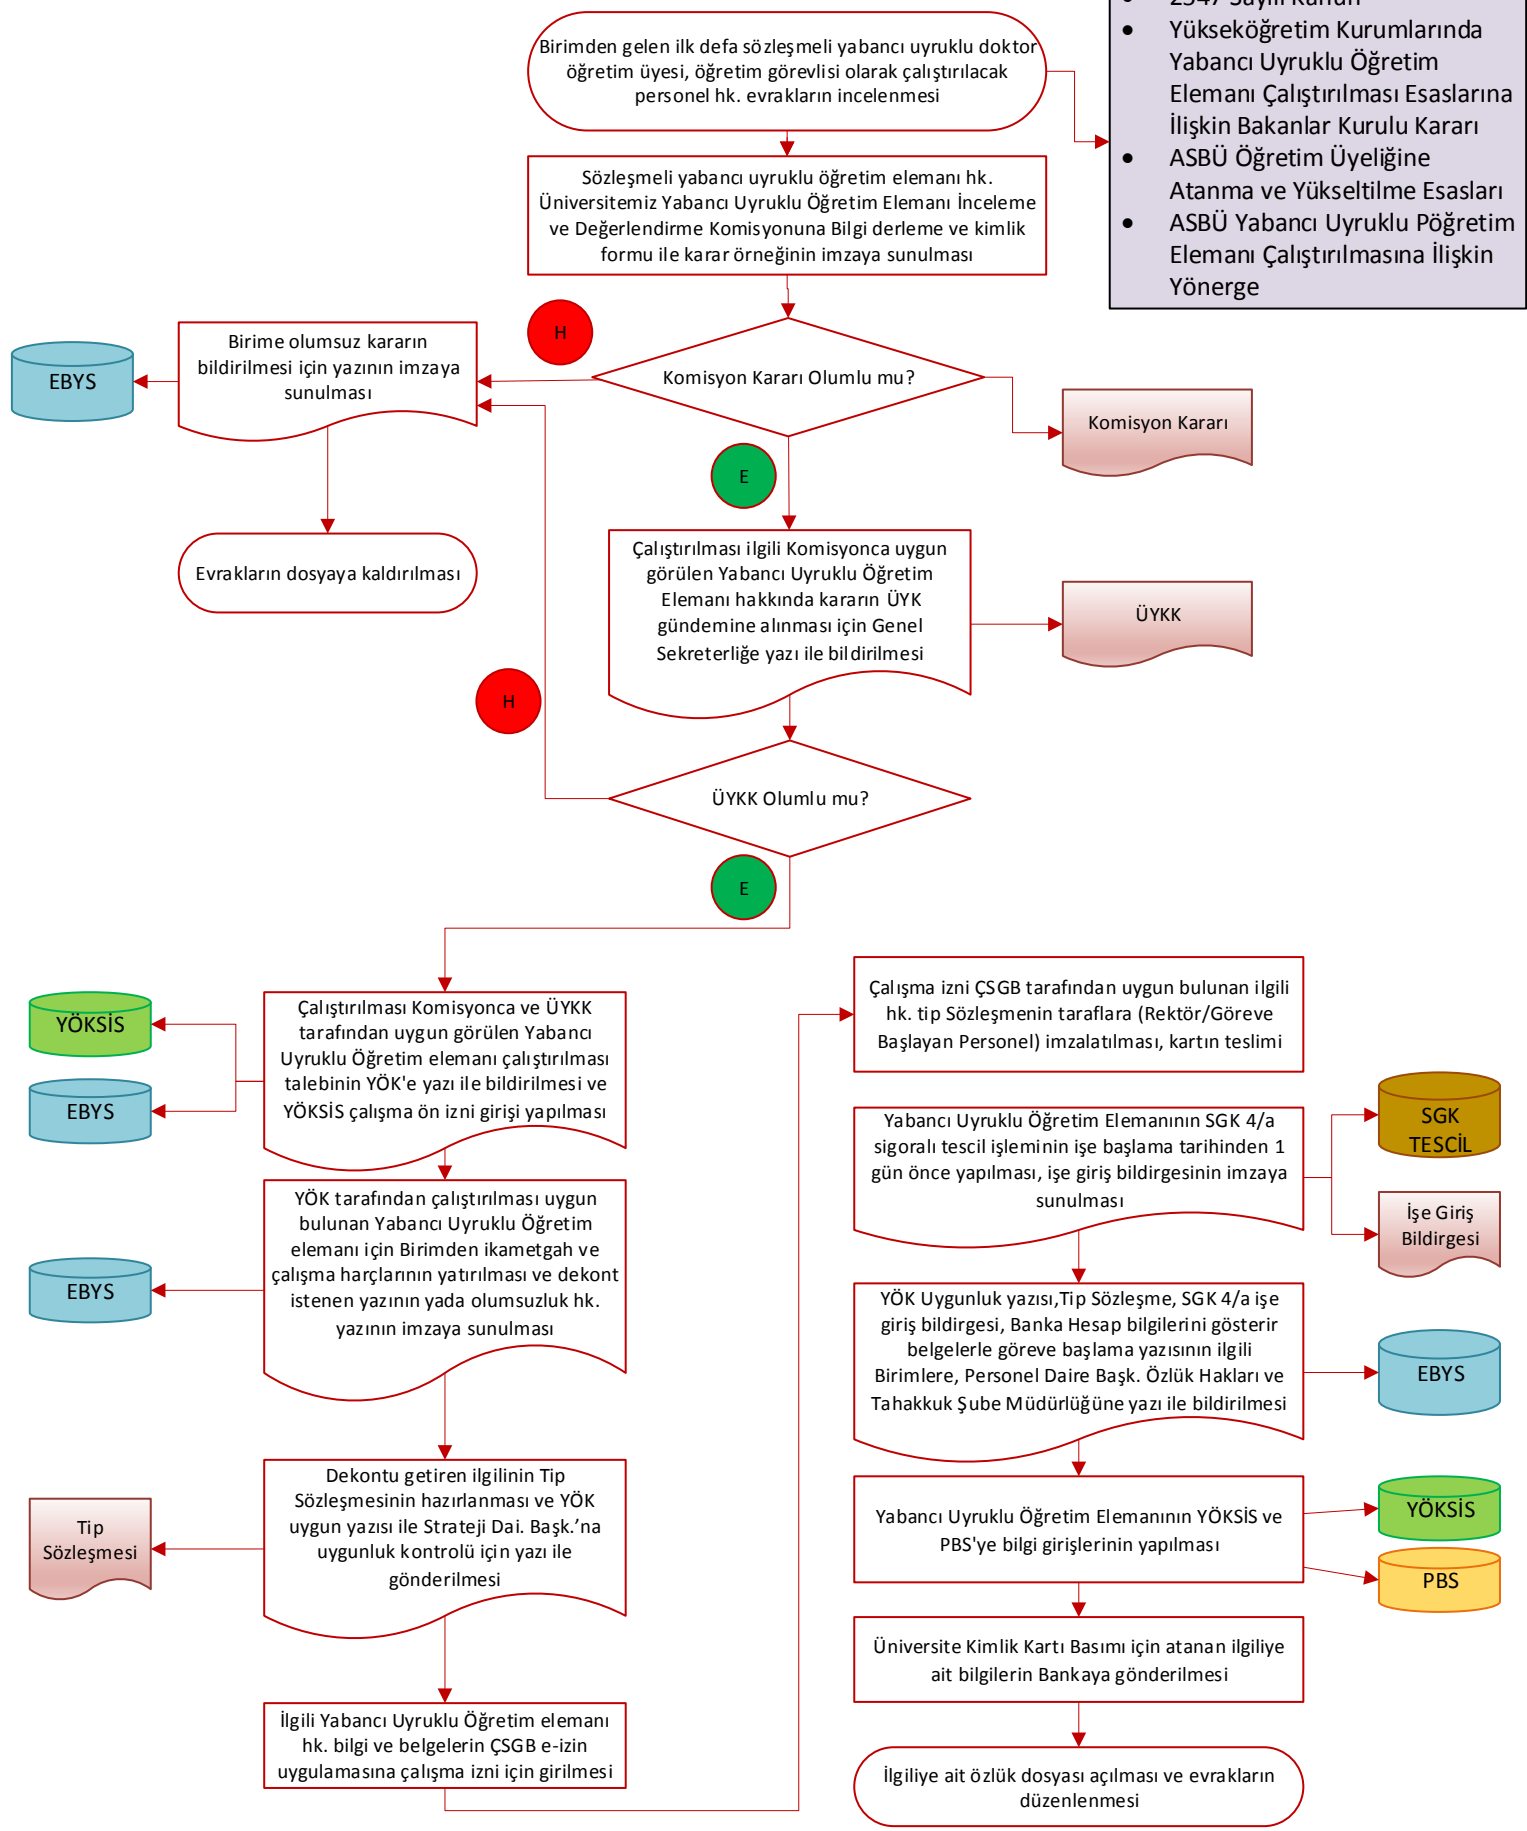 Birimden gelen ilk defa sözleşmeli yabancı uyruklu doktor
öğretim üyesi, öğretim görevlisi olarak çalıştırılacak
personel hk. evrakların incelenmesi
2547 Sayılı Kanun
• Yükseköğretim Kurumlarında
Yabancı Uyruklu Öğretim
Elemanı Çalıştırılması Esaslarına
İlişkin Bakanlar Kurulu Kararı
• ASBÜ Öğretim Üyeliğine
Atanma ve Yükseltilme Esasları
• ASBÜ Yabancı Uyruklu Pöğretim
Elemanı Çalıştırılmasına İlişkin
Yönerge
Sözleşmeli yabancı uyruklu öğretim elemanı hk.
Üniversitemiz Yabancı Uyruklu Öğretim Elemanı İnceleme
ve Değerlendirme Komisyonuna Bilgi derleme ve kimlik
formu ile karar örneğinin imzaya sunulması
H
Komisyon Kararı Olumlu mu?
Birime olumsuz kararın
bildirilmesi için yazının imzaya
sunulması
EBYS
Komisyon Kararı
E
Evrakların dosyaya kaldırılması
Çalıştırılması ilgili Komisyonca uygun
görülen Yabancı Uyruklu Öğretim
Elemanı hakkında kararın ÜYK
gündemine alınması için Genel
Sekreterliğe yazı ile bildirilmesi
ÜYKK
H
ÜYKK Olumlu mu?
E
Çalıştırılması Komisyonca ve ÜYKK
tarafından uygun görülen Yabancı
Uyruklu Öğretim elemanı çalıştırılması
talebinin YÖK'e yazı ile bildirilmesi ve
YÖKSİS çalışma ön izni girişi yapılması
YÖKSİS
EBYS
YÖK tarafından çalıştırılması uygun
bulunan Yabancı Uyruklu Öğretim
elemanı için Birimden ikametgah ve
çalışma harçlarının yatırılması ve dekont
istenen yazının yada olumsuzluk hk.
yazının imzaya sunulması
EBYS
Dekontu getiren ilgilinin Tip
Sözleşmesinin hazırlanması ve YÖK
uygun yazısı ile Strateji Dai. Başk.’na
uygunluk kontrolü için yazı ile
gönderilmesi
Tip
Sözleşmesi
İlgili Yabancı Uyruklu Öğretim elemanı
hk. bilgi ve belgelerin ÇSGB e-izin
uygulamasına çalışma izni için girilmesi
Çalışma izni ÇSGB tarafından uygun bulunan ilgili
hk. tip Sözleşmenin taraflara (Rektör/Göreve
Başlayan Personel) imzalatılması, kartın teslimi
Yabancı Uyruklu Öğretim Elemanının SGK 4/a
sigoralı tescil işleminin işe başlama tarihinden 1
gün önce yapılması, işe giriş bildirgesinin imzaya
sunulması
SGK
TESCİL
İşe Giriş
Bildirgesi
YÖK Uygunluk yazısı,Tip Sözleşme, SGK 4/a işe
giriş bildirgesi, Banka Hesap bilgilerini gösterir
belgelerle göreve başlama yazısının ilgili
Birimlere, Personel Daire Başk. Özlük Hakları ve
Tahakkuk Şube Müdürlüğüne yazı ile bildirilmesi
EBYS
Yabancı Uyruklu Öğretim Elemanının YÖKSİS ve
PBS'ye bilgi girişlerinin yapılması
YÖKSİS
PBS
Üniversite Kimlik Kartı Basımı için atanan ilgiliye
ait bilgilerin Bankaya gönderilmesi
İlgiliye ait özlük dosyası açılması ve evrakların
düzenlenmesi